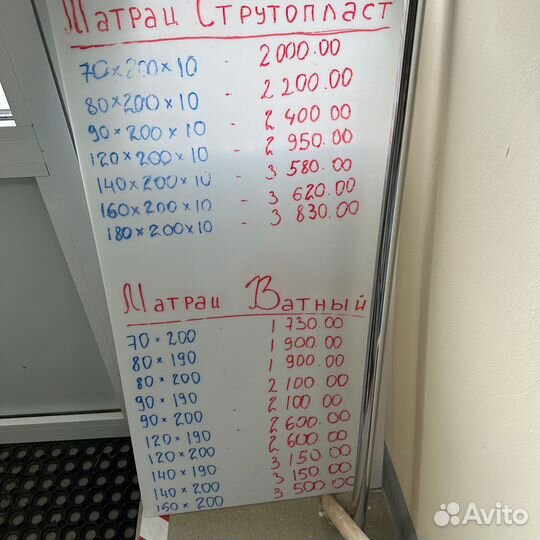 Матрац Струтопласт
70×200×10 - 2000.00
80×200×10 - 2200.00
90×200×10 - 2400.00
120×200×10 - 2950.00
140×200×10 - 3580.00
160×200×10 - 3620.00
180×200×10 - 3830.00
Матрац Ватный
70×200 1730.00
80×190 1900.00
80×200 1900.00
90×190 2100.00
90×200 2100.00
120×190 2600.00
120×200 2600.00
140×190 3150.00
140×200 3150.00
160×200 3500.00
Avito